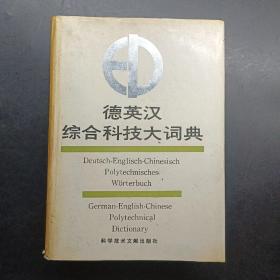 德英汉
综合科技大词典
Deutsch-Englisch-Chinesisch
Polytechnisches
Wörterbuch
German-English-Chinese
Polytechnical
Dictionary
科学技术文献出版社